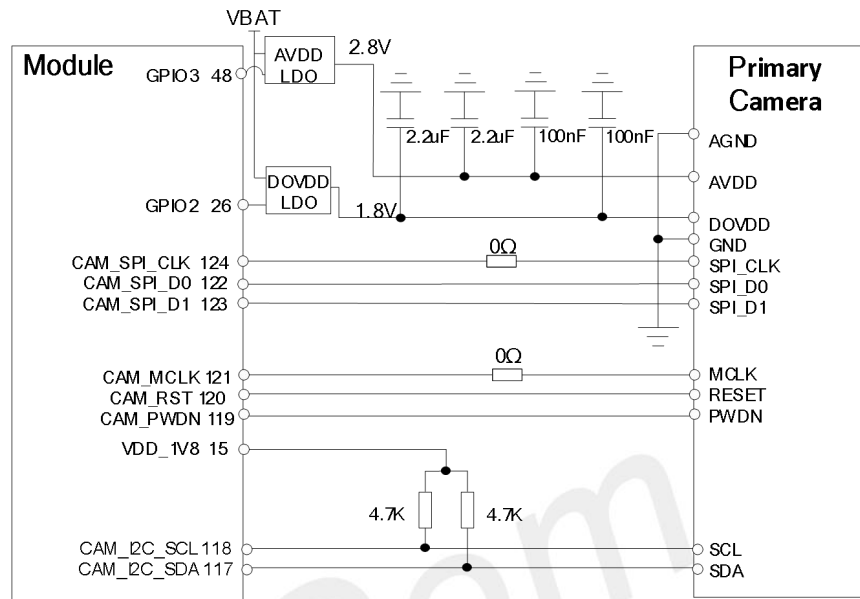 VBAT
Module
AVDD
LDO
2.8V
GPIO3 48
Primary
Camera
2.2uF
2.2uF
100nF
100nF
AGND
AVDD
DOVDD
LDO
GPIO2 26
1.8V
DOVDD
GND
0Ω
CAM_SPI_CLK 124
SPI_CLK
CAM_SPI_D0 122
SPI_D0
CAM_SPI_D1 123
SPI_D1
0Ω
CAM_MCLK 121
MCLK
CAM_RST 120
RESET
CAM_PWDN 119
PWDN
VDD_1V8 15
4.7K
4.7K
CAM_I2C_SCL 118
SCL
CAM_I2C_SDA 117
SDA